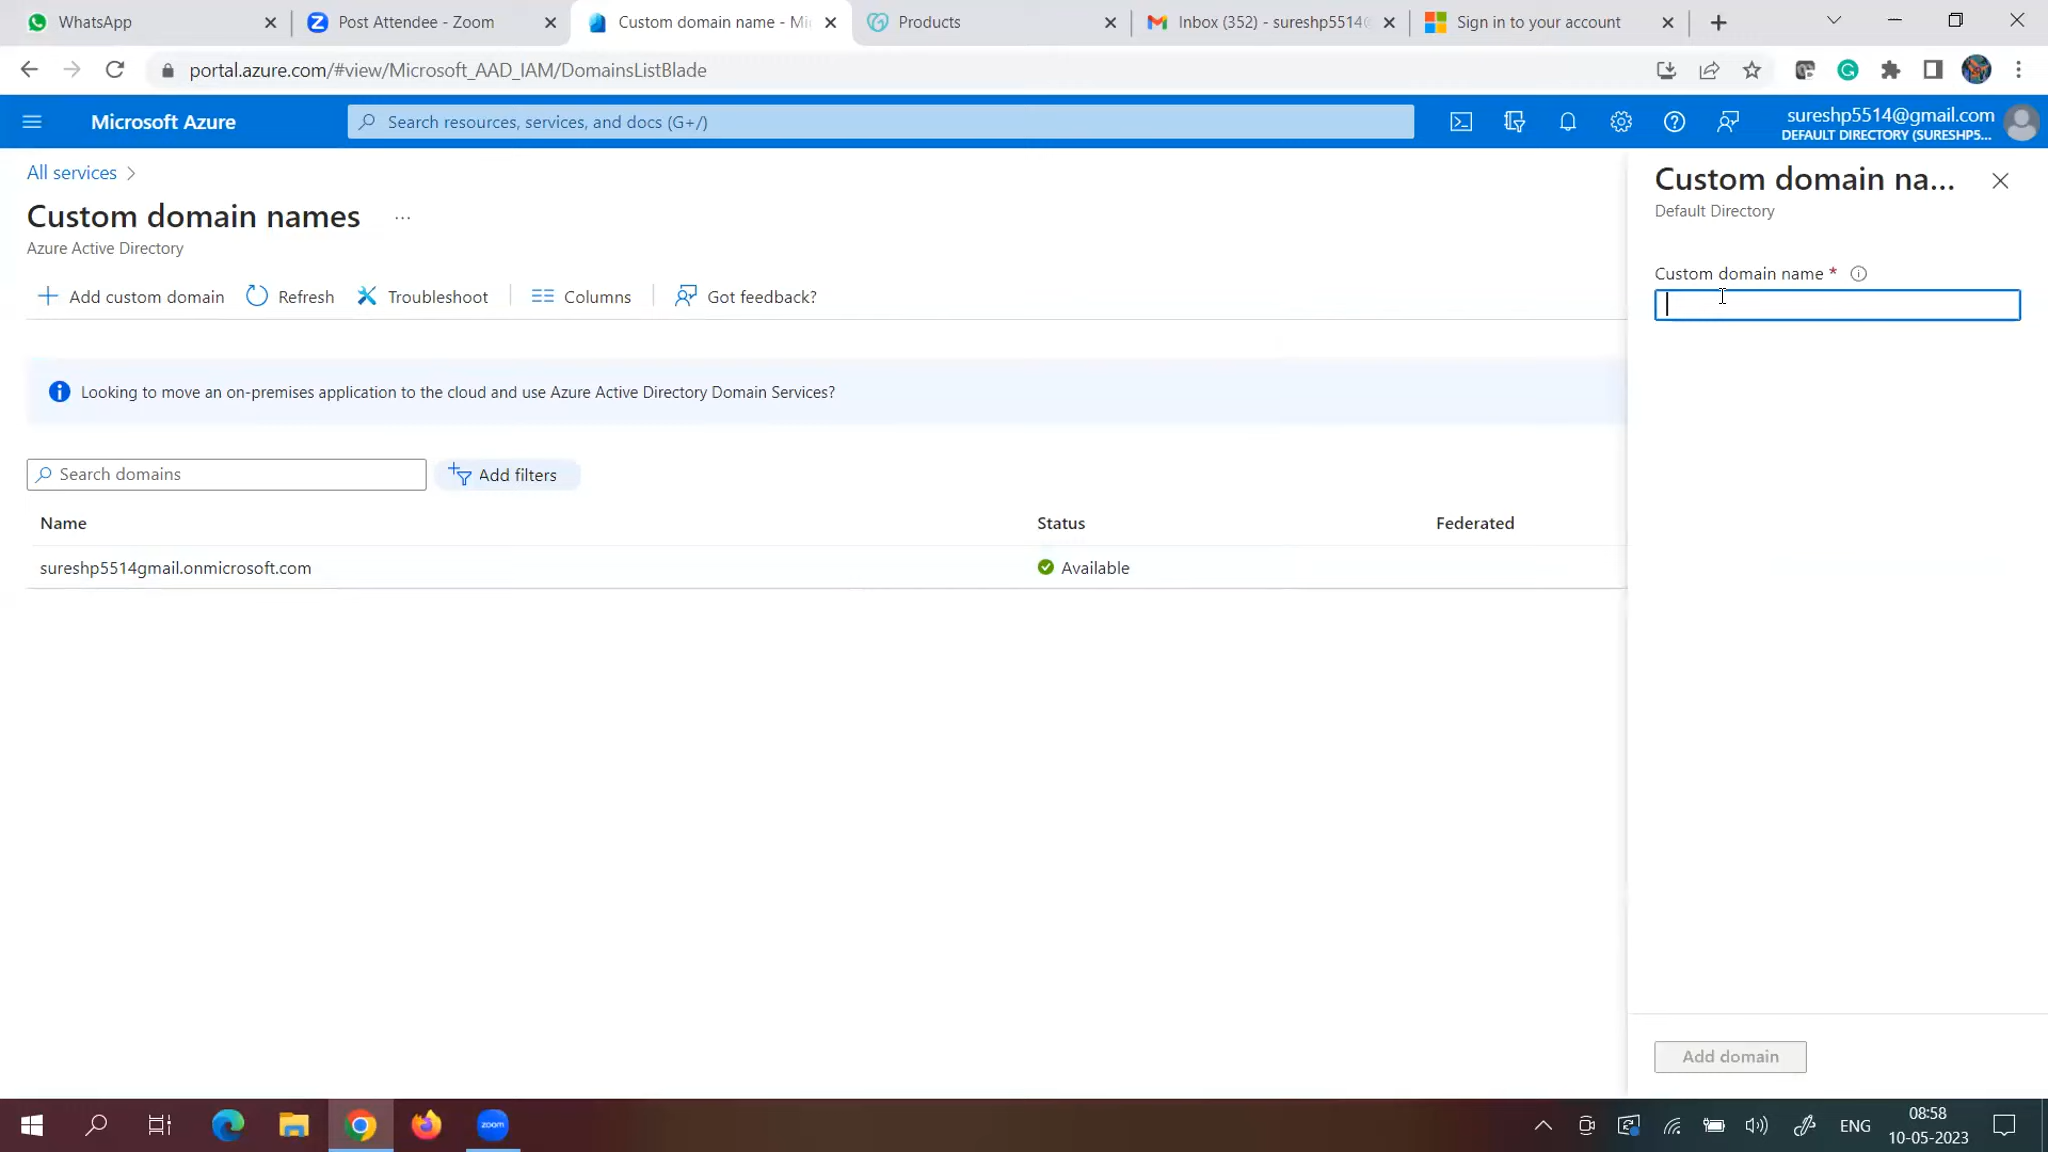 WhatsApp
Post Attendee - Zoom
Custom domain name - Mi
Products
Inbox (352) - sureshp5514@
Sign in to your account
portal.azure.com/#view/Microsoft_AAD_IAM/DomainsListBlade
Microsoft Azure
Search resources, services, and docs (G+/)
sureshp5514@gmail.com
DEFAULT DIRECTORY (SURESHP5...
All services >
Custom domain names ...
Azure Active Directory
Add custom domain
Refresh
Troubleshoot
Columns
Got feedback?
Looking to move an on-premises application to the cloud and use Azure Active Directory Domain Services?
Search domains
Add filters
Name Status Federated
sureshp5514gmail.onmicrosoft.com Available
Custom domain na...
Default Directory
Custom domain name *
Add domain
zoom
ENG
08:58
10-05-2023